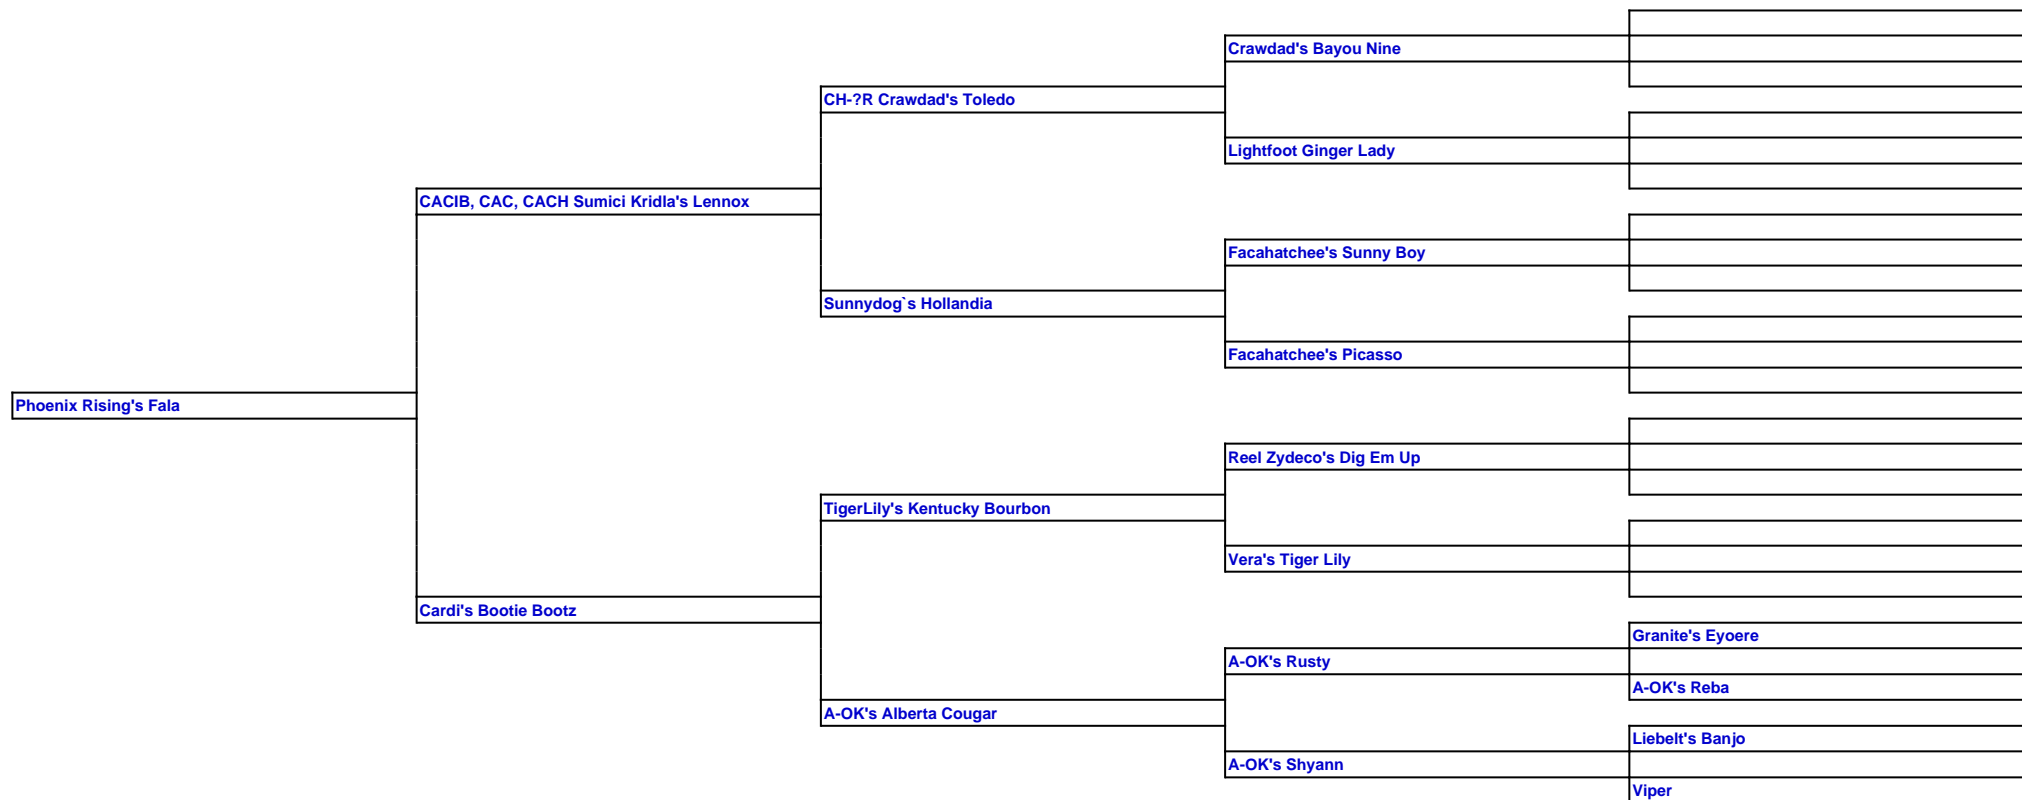 Crawdad's Bayou Nine
CH-?R Crawdad's Toledo
Lightfoot Ginger Lady
CACIB, CAC, CACH Sumici Kridla's Lennox
Facahatchee's Sunny Boy
Sunnydog`s Hollandia
Facahatchee's Picasso
Phoenix Rising's Fala
Reel Zydeco's Dig Em Up
TigerLily's Kentucky Bourbon
Vera's Tiger Lily
Cardi's Bootie Bootz
Granite's Eyoere
A-OK's Rusty
A-OK's Reba
A-OK's Alberta Cougar
Liebelt's Banjo
A-OK's Shyann
Viper